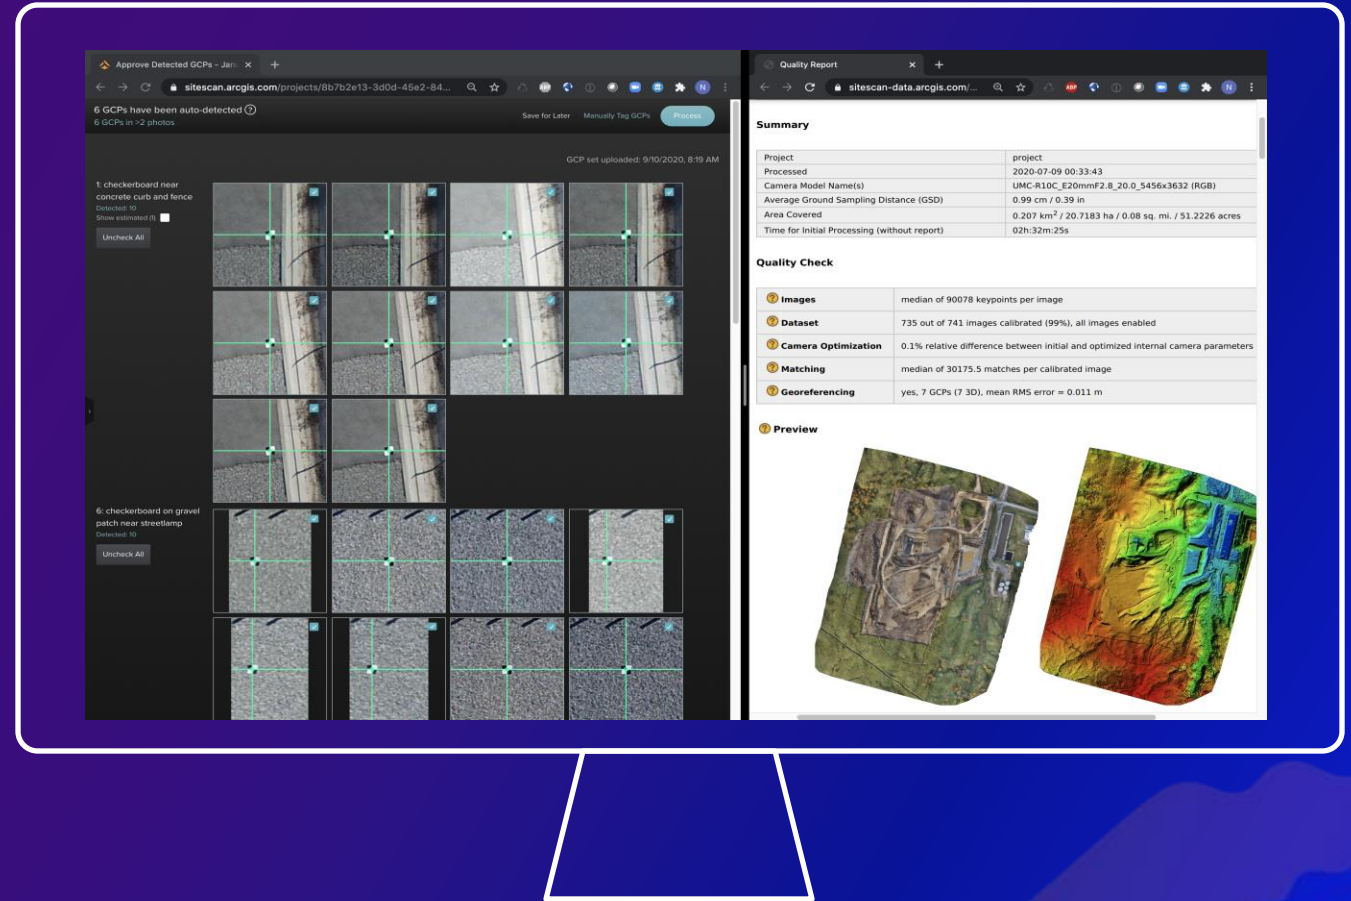 Approve Detected GCPs - Jan
sitescan.arcgis.com/projects/8b7b2e13-3d0d-45e2-84...
N
6 GCPs have been auto-detected ?
6 GCPs in >2 photos
Save for Later
Manually Tag GCPs
Process
GCP set uploaded: 9/10/2020, 8:19 AM
1: checkerboard near
concrete curb and fence
Detected: 10
Show estimated (1)
Uncheck All
6: checkerboard on gravel
patch near streetlamp
Detected: 10
Uncheck All
Quality Report
sitescan-data.arcgis.com/...
ABP
N
Summary
Project project
Processed 2020-07-09 00:33:43
Camera Model Name(s) UMC-R10C_E20mmF2.8_20.0_5456x3632 (RGB)
Average Ground Sampling Distance (GSD) 0.99 cm / 0.39 in
Area Covered 0.207 km² / 20.7183 ha / 0.08 sq. mi. / 51.2226 acres
Time for Initial Processing (without report) 02h:32m:25s
Quality Check
? Images median of 90078 keypoints per image
? Dataset 735 out of 741 images calibrated (99%), all images enabled
? Camera Optimization 0.1% relative difference between initial and optimized internal camera parameters
? Matching median of 30175.5 matches per calibrated image
? Georeferencing yes, 7 GCPs (7 3D), mean RMS error = 0.011 m
? Preview